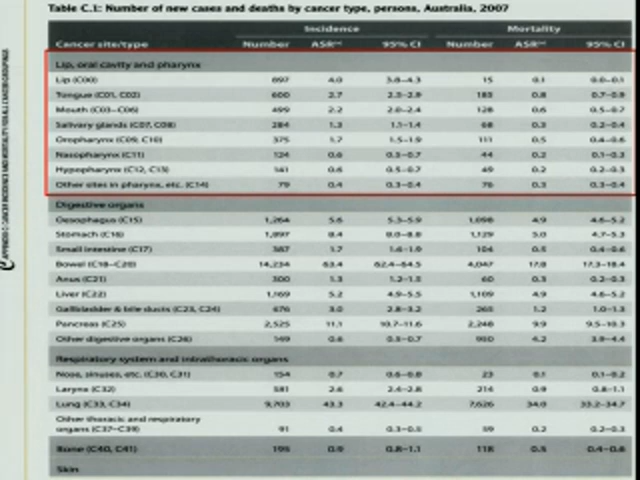 Table C.1: Number of new cases and deaths by cancer type, persons, Australia, 2007
Incidence Mortality
Cancer site/type Number ASR 95% CI Number ASR 95% CI
Lip, oral cavity and pharynx
Lip (C00) 897 4.0 3.8–4.3 15 0.1 0.0–0.1
Tongue (C01, C02) 600 2.7 2.5–2.9 185 0.8 0.7–0.9
Mouth (C03–C06) 499 2.2 2.0–2.4 128 0.6 0.5–0.7
Salivary glands (C07, C08) 284 1.3 1.1–1.4 68 0.3 0.2–0.4
Oropharynx (C09, C10) 375 1.7 1.5–1.9 111 0.5 0.4–0.6
Nasopharynx (C11) 124 0.6 0.5–0.7 44 0.2 0.1–0.3
Hypopharynx (C12, C13) 141 0.6 0.5–0.7 49 0.2 0.2–0.3
Other sites in pharynx, etc. (C14) 79 0.4 0.3–0.4 76 0.3 0.3–0.4
Digestive organs
Oesophagus (C15) 1,264 5.6 5.3–5.9 1,098 4.9 4.6–5.2
Stomach (C16) 1,897 8.4 8.0–8.8 1,129 5.0 4.7–5.3
Small intestine (C17) 387 1.7 1.6–1.9 104 0.5 0.4–0.6
Bowel (C18–C20) 14,234 63.4 62.4–64.5 4,047 17.8 17.3–18.4
Anus (C21) 300 1.3 1.2–1.5 60 0.3 0.2–0.3
Liver (C22) 1,169 5.2 4.9–5.5 1,109 4.9 4.6–5.2
Gallbladder & bile ducts (C23, C24) 676 3.0 2.8–3.2 265 1.2 1.0–1.3
Pancreas (C25) 2,525 11.1 10.7–11.6 2,248 9.9 9.5–10.3
Other digestive organs (C26) 149 0.6 0.5–0.7 950 4.2 3.9–4.4
Respiratory system and intrathoracic organs
Nose, sinuses, etc. (C30, C31) 154 0.7 0.6–0.8 23 0.1 0.1–0.2
Larynx (C32) 581 2.6 2.4–2.8 214 0.9 0.8–1.1
Lung (C33, C34) 9,703 43.3 42.4–44.2 7,626 34.0 33.2–34.7
Other thoracic and respiratory
organs (C37–C39) 91 0.4 0.3–0.5 59 0.2 0.2–0.3
Bone (C40, C41) 195 0.9 0.8–1.1 118 0.5 0.4–0.6
Skin